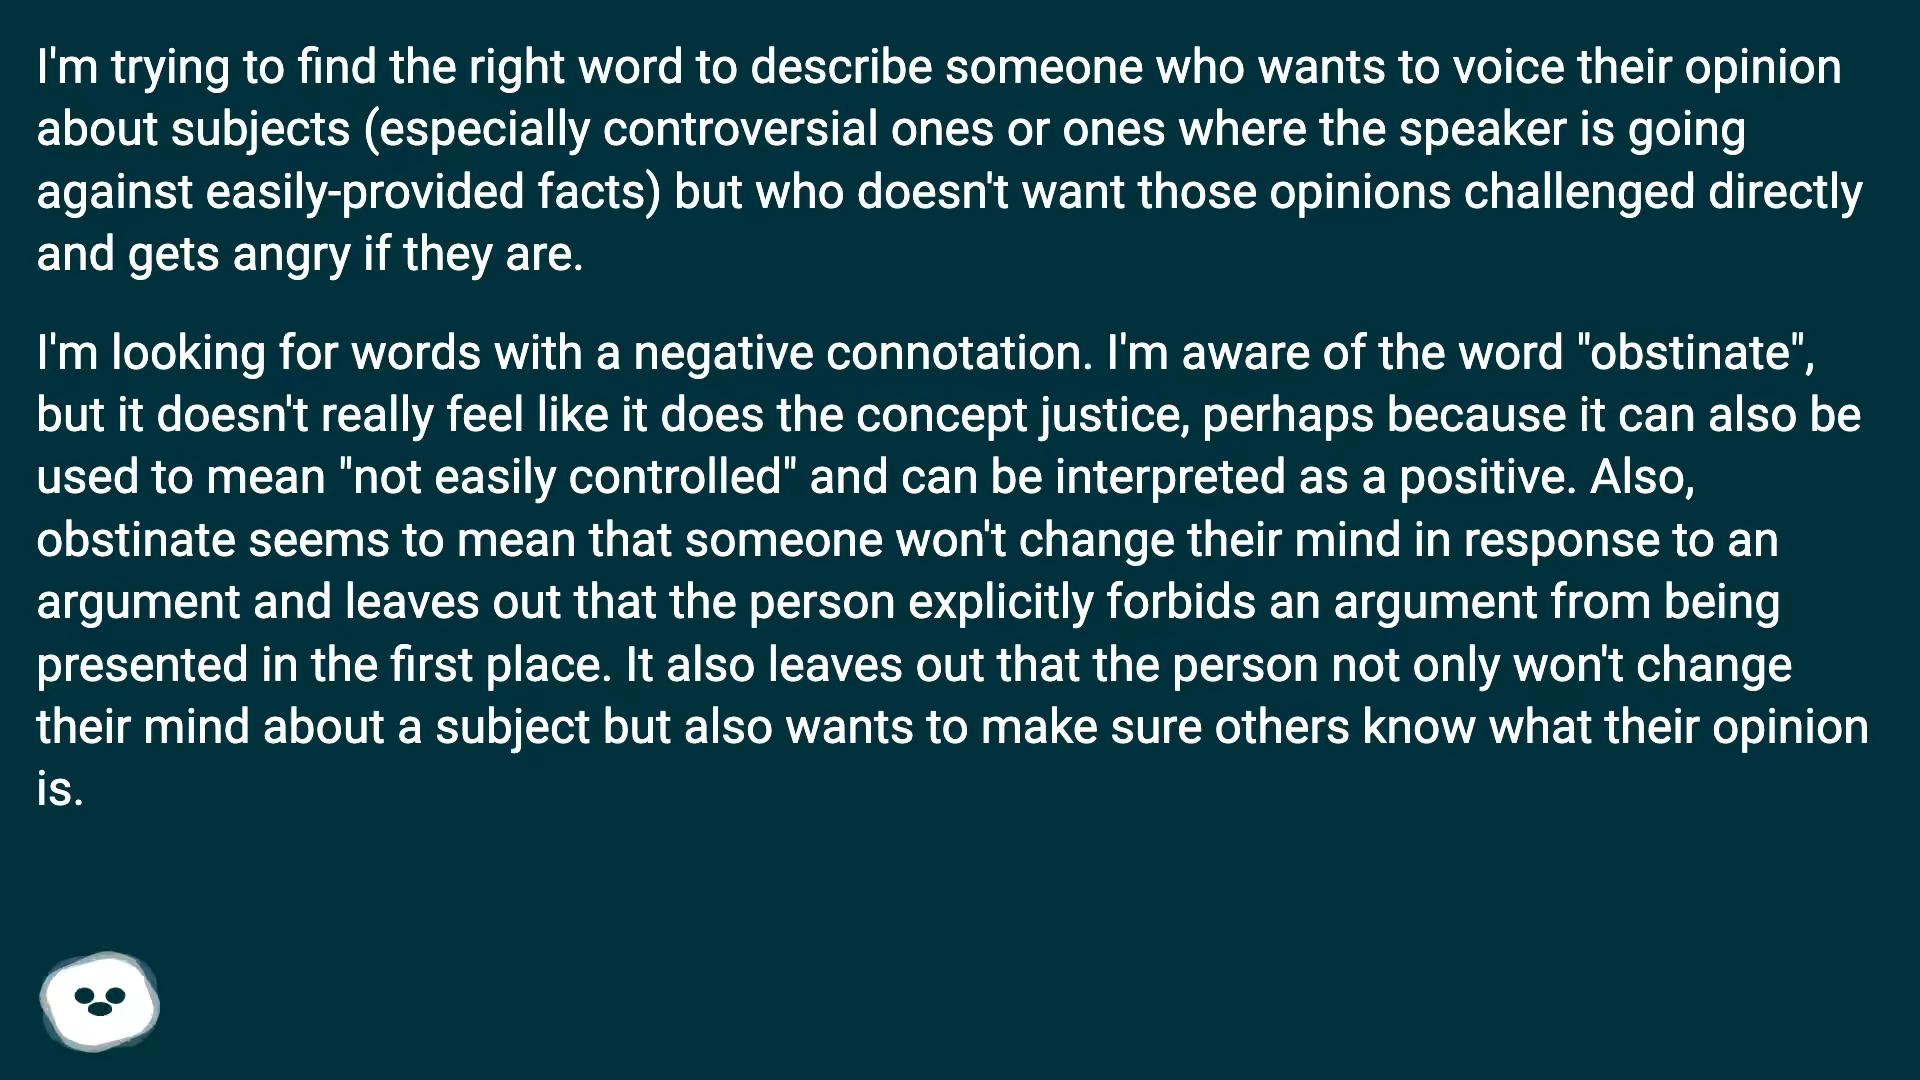 I'm trying to find the right word to describe someone who wants to voice their opinion
about subjects (especially controversial ones or ones where the speaker is going
against easily-provided facts) but who doesn't want those opinions challenged directly
and gets angry if they are.
I'm looking for words with a negative connotation. I'm aware of the word "obstinate",
but it doesn't really feel like it does the concept justice, perhaps because it can also be
used to mean "not easily controlled" and can be interpreted as a positive. Also,
obstinate seems to mean that someone won't change their mind in response to an
argument and leaves out that the person explicitly forbids an argument from being
presented in the first place. It also leaves out that the person not only won't change
their mind about a subject but also wants to make sure others know what their opinion
is.